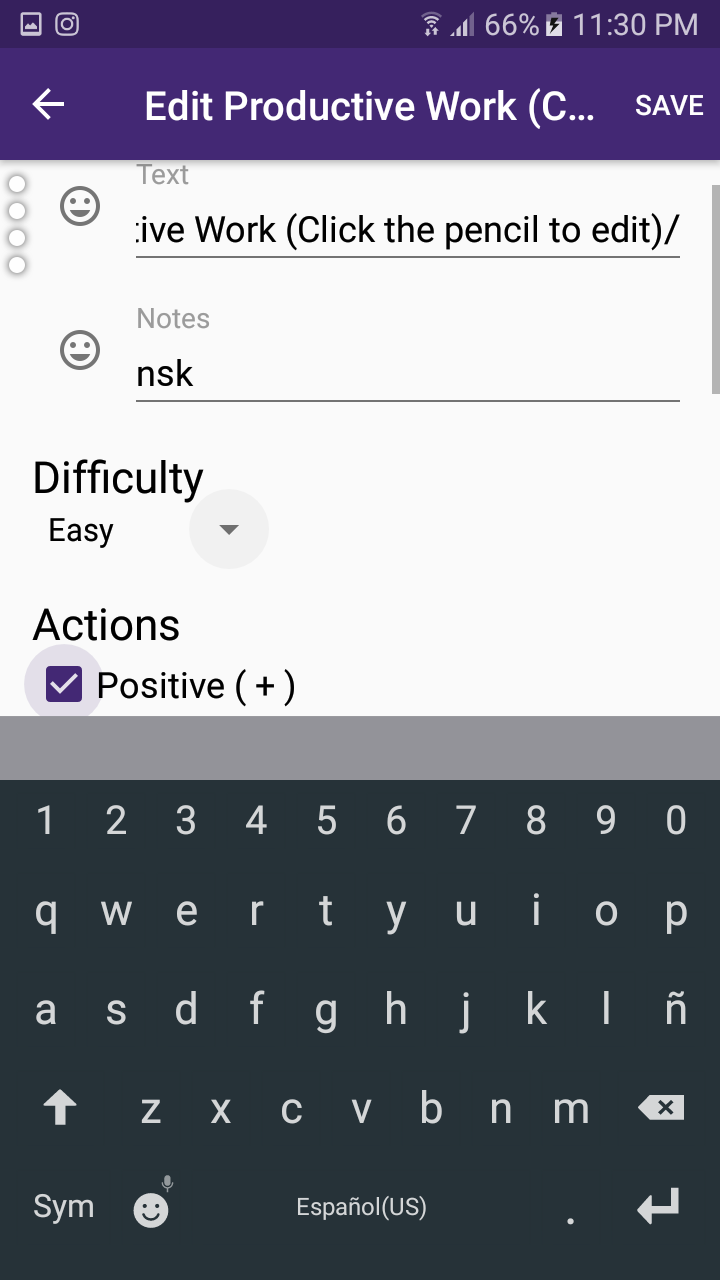 66% 11:30 PM
Edit Productive Work (C... SAVE
Text
tive Work (Click the pencil to edit)/
Notes
nsk
Difficulty
Easy
Actions
Positive ( + )
1 2 3 4 5 6 7 8 9 0
q w e r t y u i o p
a s d f g h j k l ñ
z x c v b n m
Sym Español(US) .